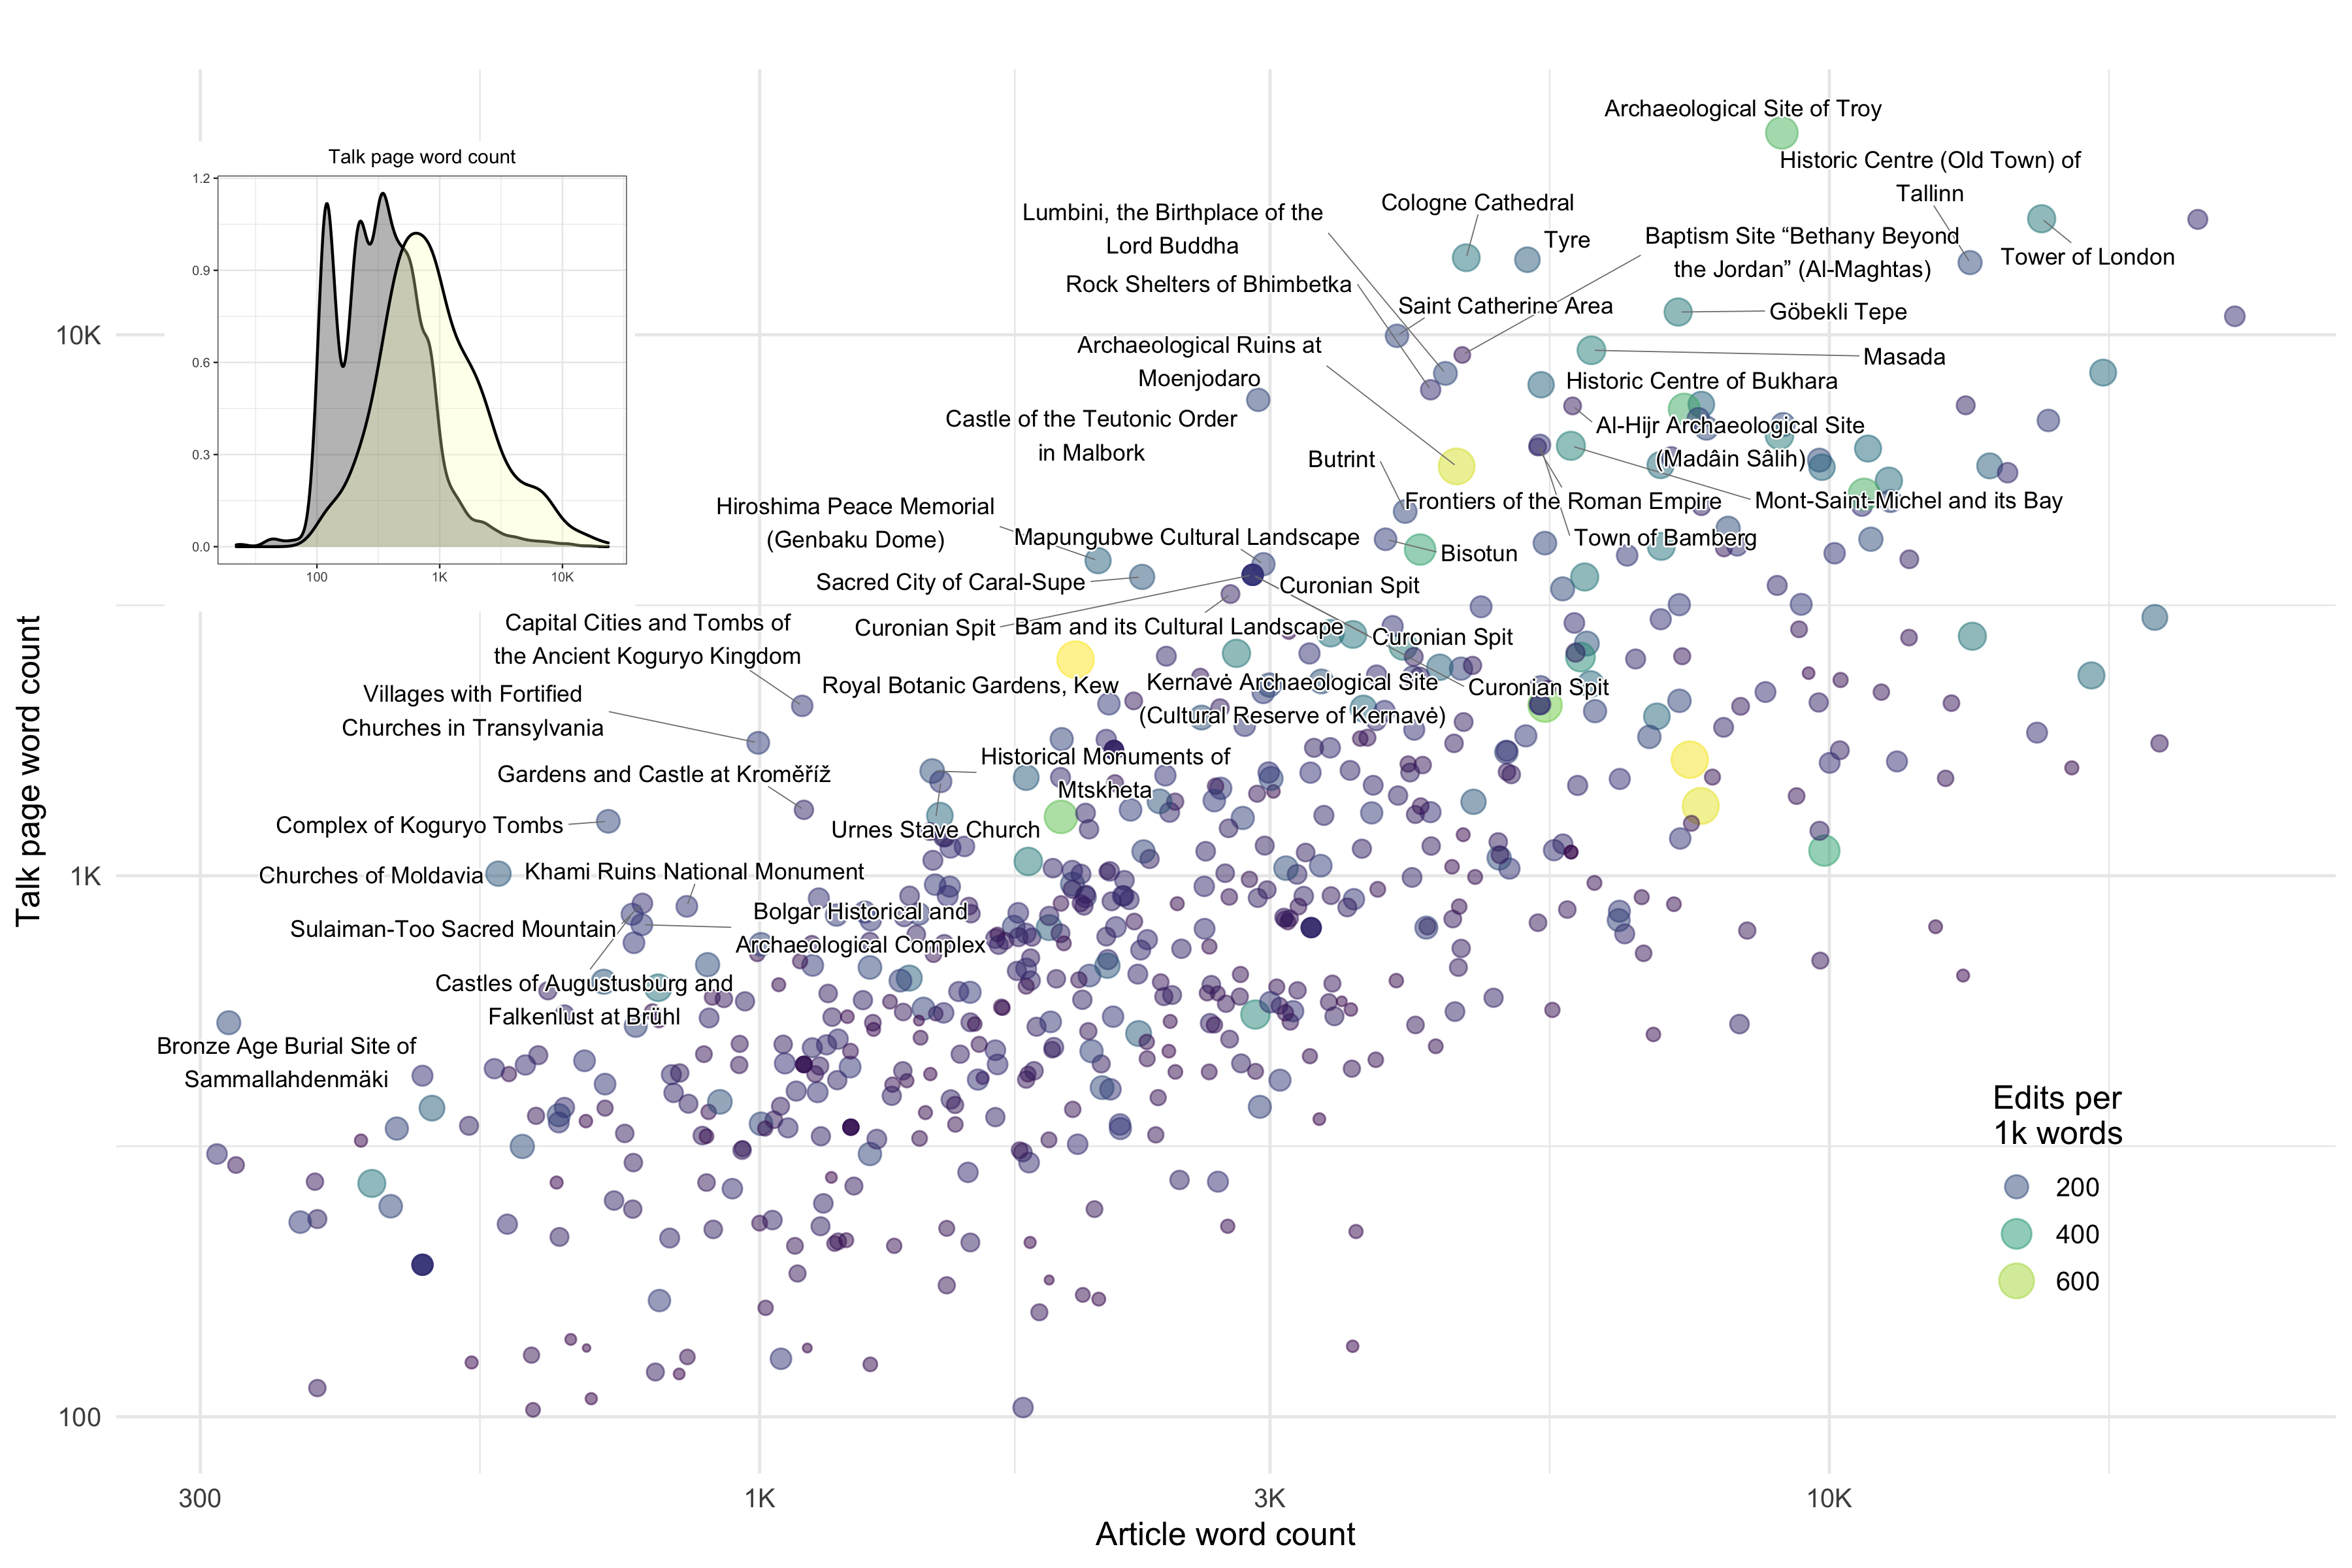 Talk page word count
1.2
0.9
0.6
0.3
0.0
100
1K
10K
Archaeological Site of Troy
Historic Centre (Old Town) of
Tallinn
Cologne Cathedral
Lumbini, the Birthplace of the
Lord Buddha
Tyre
Baptism Site “Bethany Beyond
the Jordan” (Al-Maghtas)
Tower of London
Rock Shelters of Bhimbetka
Saint Catherine Area
Göbekli Tepe
Archaeological Ruins at
Moenjodaro
Masada
Historic Centre of Bukhara
Castle of the Teutonic Order
in Malbork
Al-Hijr Archaeological Site
(Madâin Sâlih)
Butrint
Frontiers of the Roman Empire
Mont-Saint-Michel and its Bay
Hiroshima Peace Memorial
(Genbaku Dome)
Mapungubwe Cultural Landscape
Town of Bamberg
Bisotun
Sacred City of Caral-Supe
Curonian Spit
Curonian Spit
Bam and its Cultural Landscape
Curonian Spit
Capital Cities and Tombs of
the Ancient Koguryo Kingdom
Royal Botanic Gardens, Kew
Kernavė Archaeological Site
(Cultural Reserve of Kernavė)
Curonian Spit
Villages with Fortified
Churches in Transylvania
Historical Monuments of
Mtskheta
Gardens and Castle at Kroměříž
Complex of Koguryo Tombs
Urnes Stave Church
Churches of Moldavia
Khami Ruins National Monument
Sulaiman-Too Sacred Mountain
Bolgar Historical and
Archaeological Complex
Castles of Augustusburg and
Falkenlust at Brühl
Bronze Age Burial Site of
Sammallahdenmäki
Talk page word count
10K
1K
100
300
1K
3K
10K
Article word count
Edits per
1k words
200
400
600